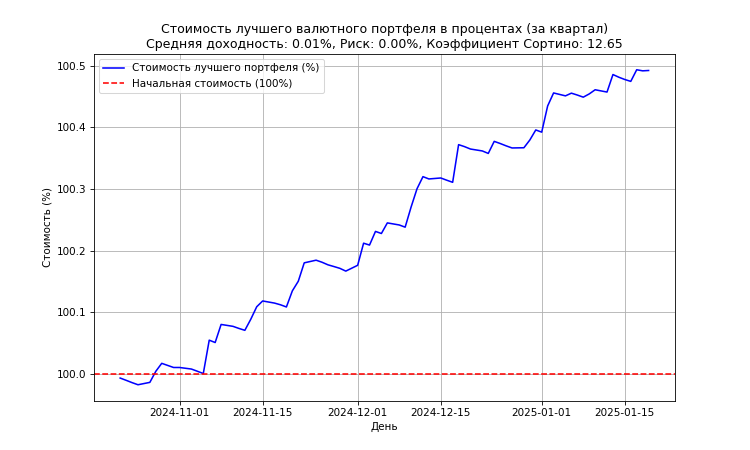 Стоимость лучшего валютного портфеля в процентах (за квартал)
Средняя доходность: 0.01%, Риск: 0.00%, Коэффициент Сортино: 12.65
Стоимость лучшего портфеля (%)
Начальная стоимость (100%)
Стоимость (%)
100.5
100.4
100.3
100.2
100.1
100.0
2024-11-01 2024-11-15 2024-12-01 2024-12-15 2025-01-01 2025-01-15
День